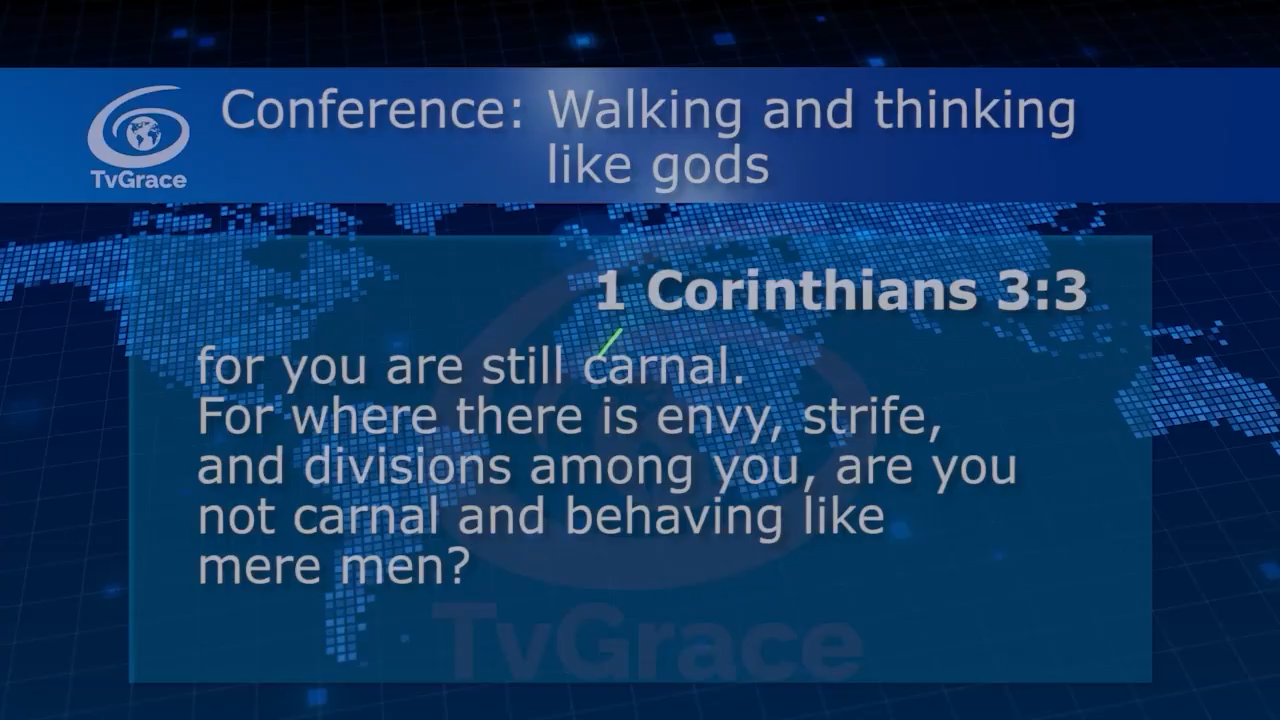 Conference: Walking and thinking
like gods
TvGrace
1 Corinthians 3:3
for you are still carnal.
For where there is envy, strife,
and divisions among you, are you
not carnal and behaving like
mere men?
TvGrace